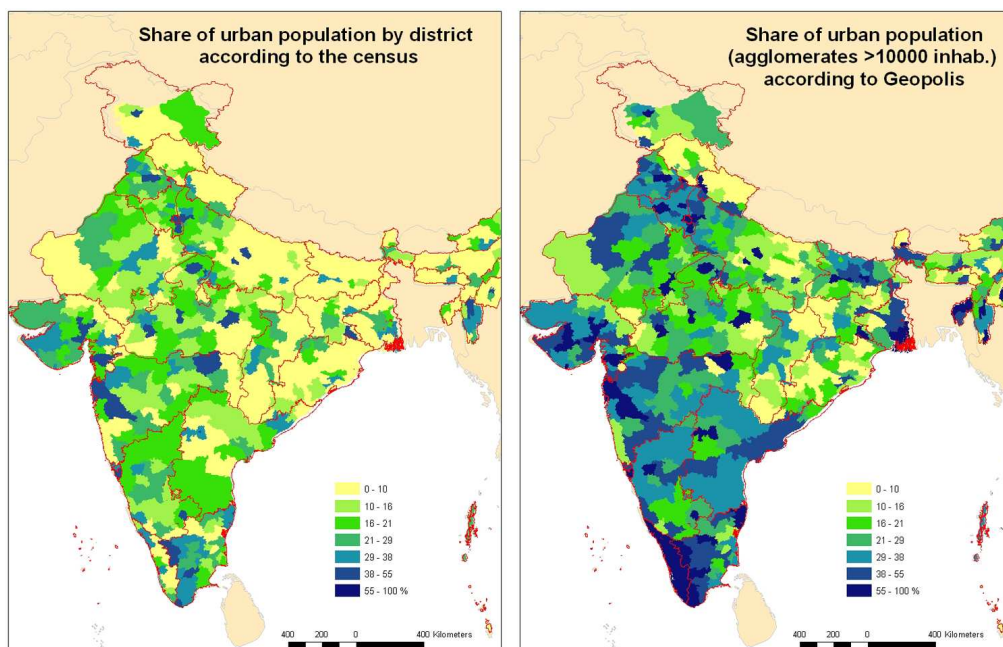 Share of urban population by district
according to the census
0 - 10
10 - 16
16 - 21
21 - 29
29 - 38
38 - 55
55 - 100 %
400 200 0 400 Kilometers
Share of urban population
(agglomerates >10000 inhab.)
according to Geopolis
0 - 10
10 - 16
16 - 21
21 - 29
29 - 38
38 - 55
55 - 100 %
400 200 0 400 Kilometers